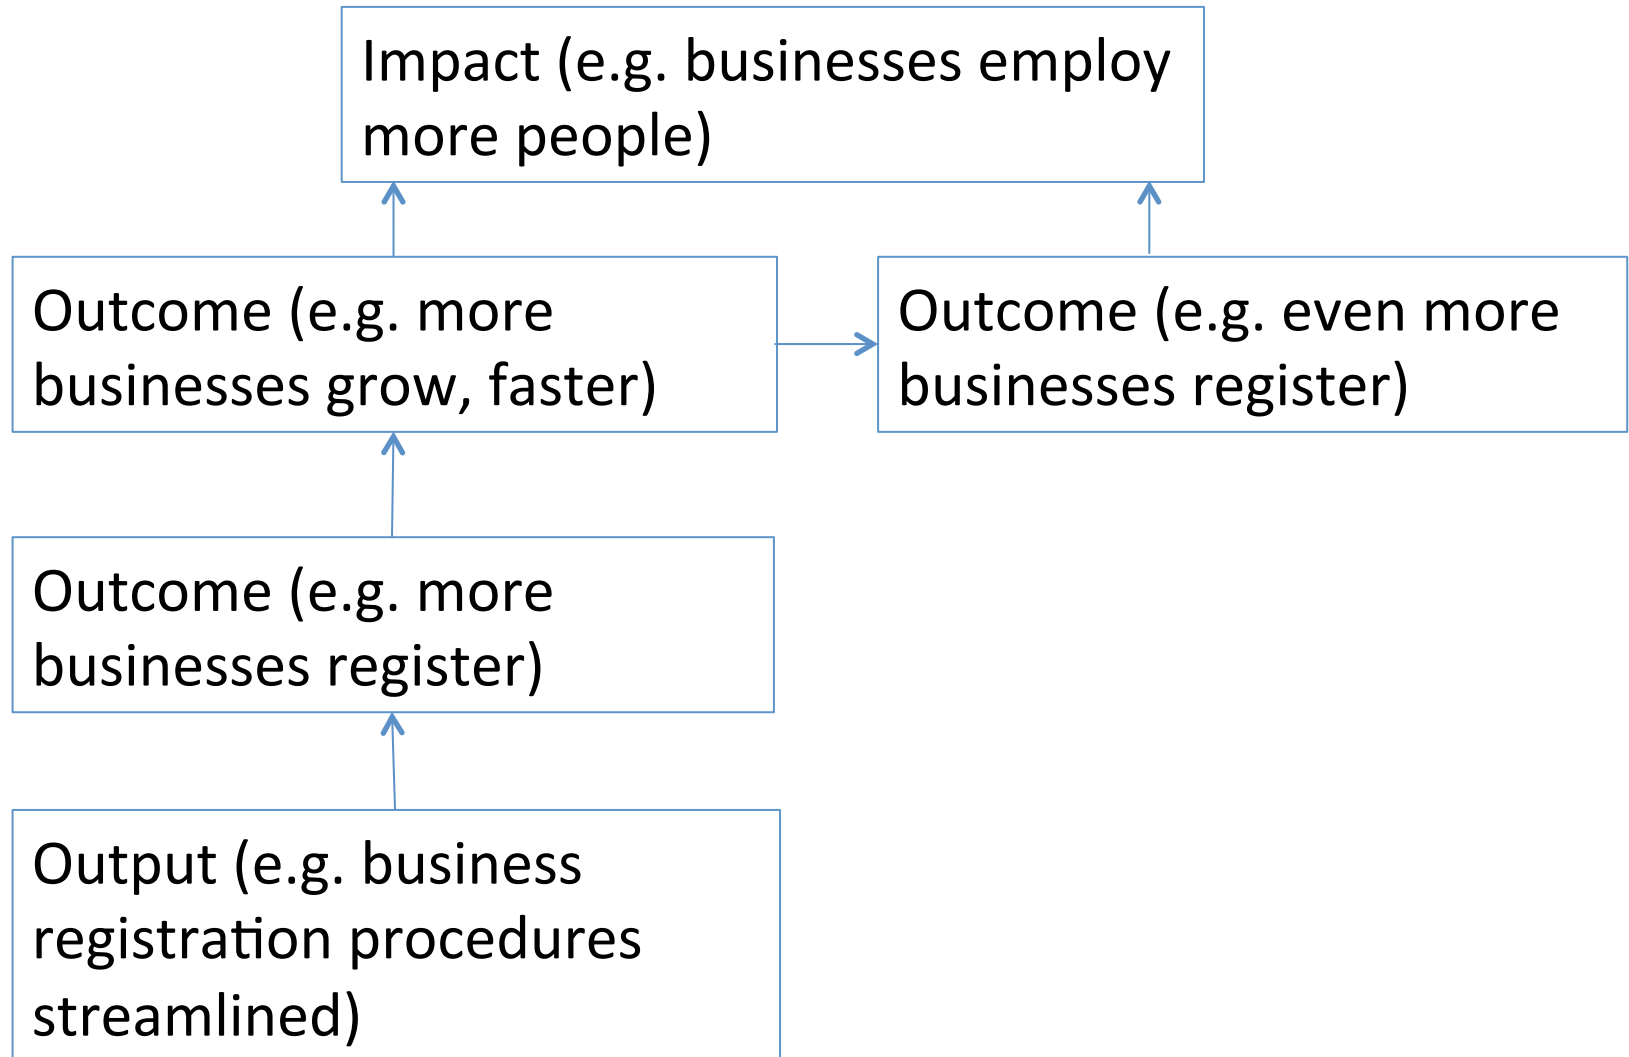 Impact (e.g. businesses employ
more people)
Outcome (e.g. more
businesses grow, faster)
Outcome (e.g. even more
businesses register)
Outcome (e.g. more
businesses register)
Output (e.g. business
registration procedures
streamlined)